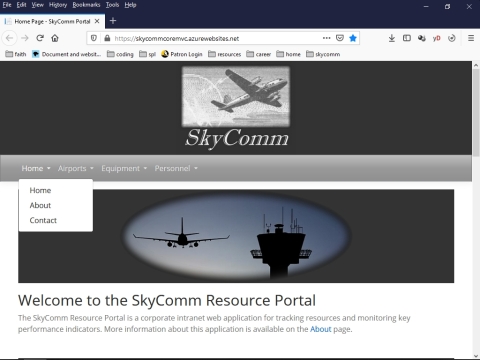 File Edit View History Bookmarks Tools Help
Home Page - SkyComm Portal
https://skycommcoremvc.azurewebsites.net
faith Document and websit... coding spl Patron Login resources career home skycomm
SkyComm
Home Airports Equipment Personnel
Home
About
Contact
Welcome to the SkyComm Resource Portal
The SkyComm Resource Portal is a corporate intranet web application for tracking resources and monitoring key
performance indicators. More information about this application is available on the About page.